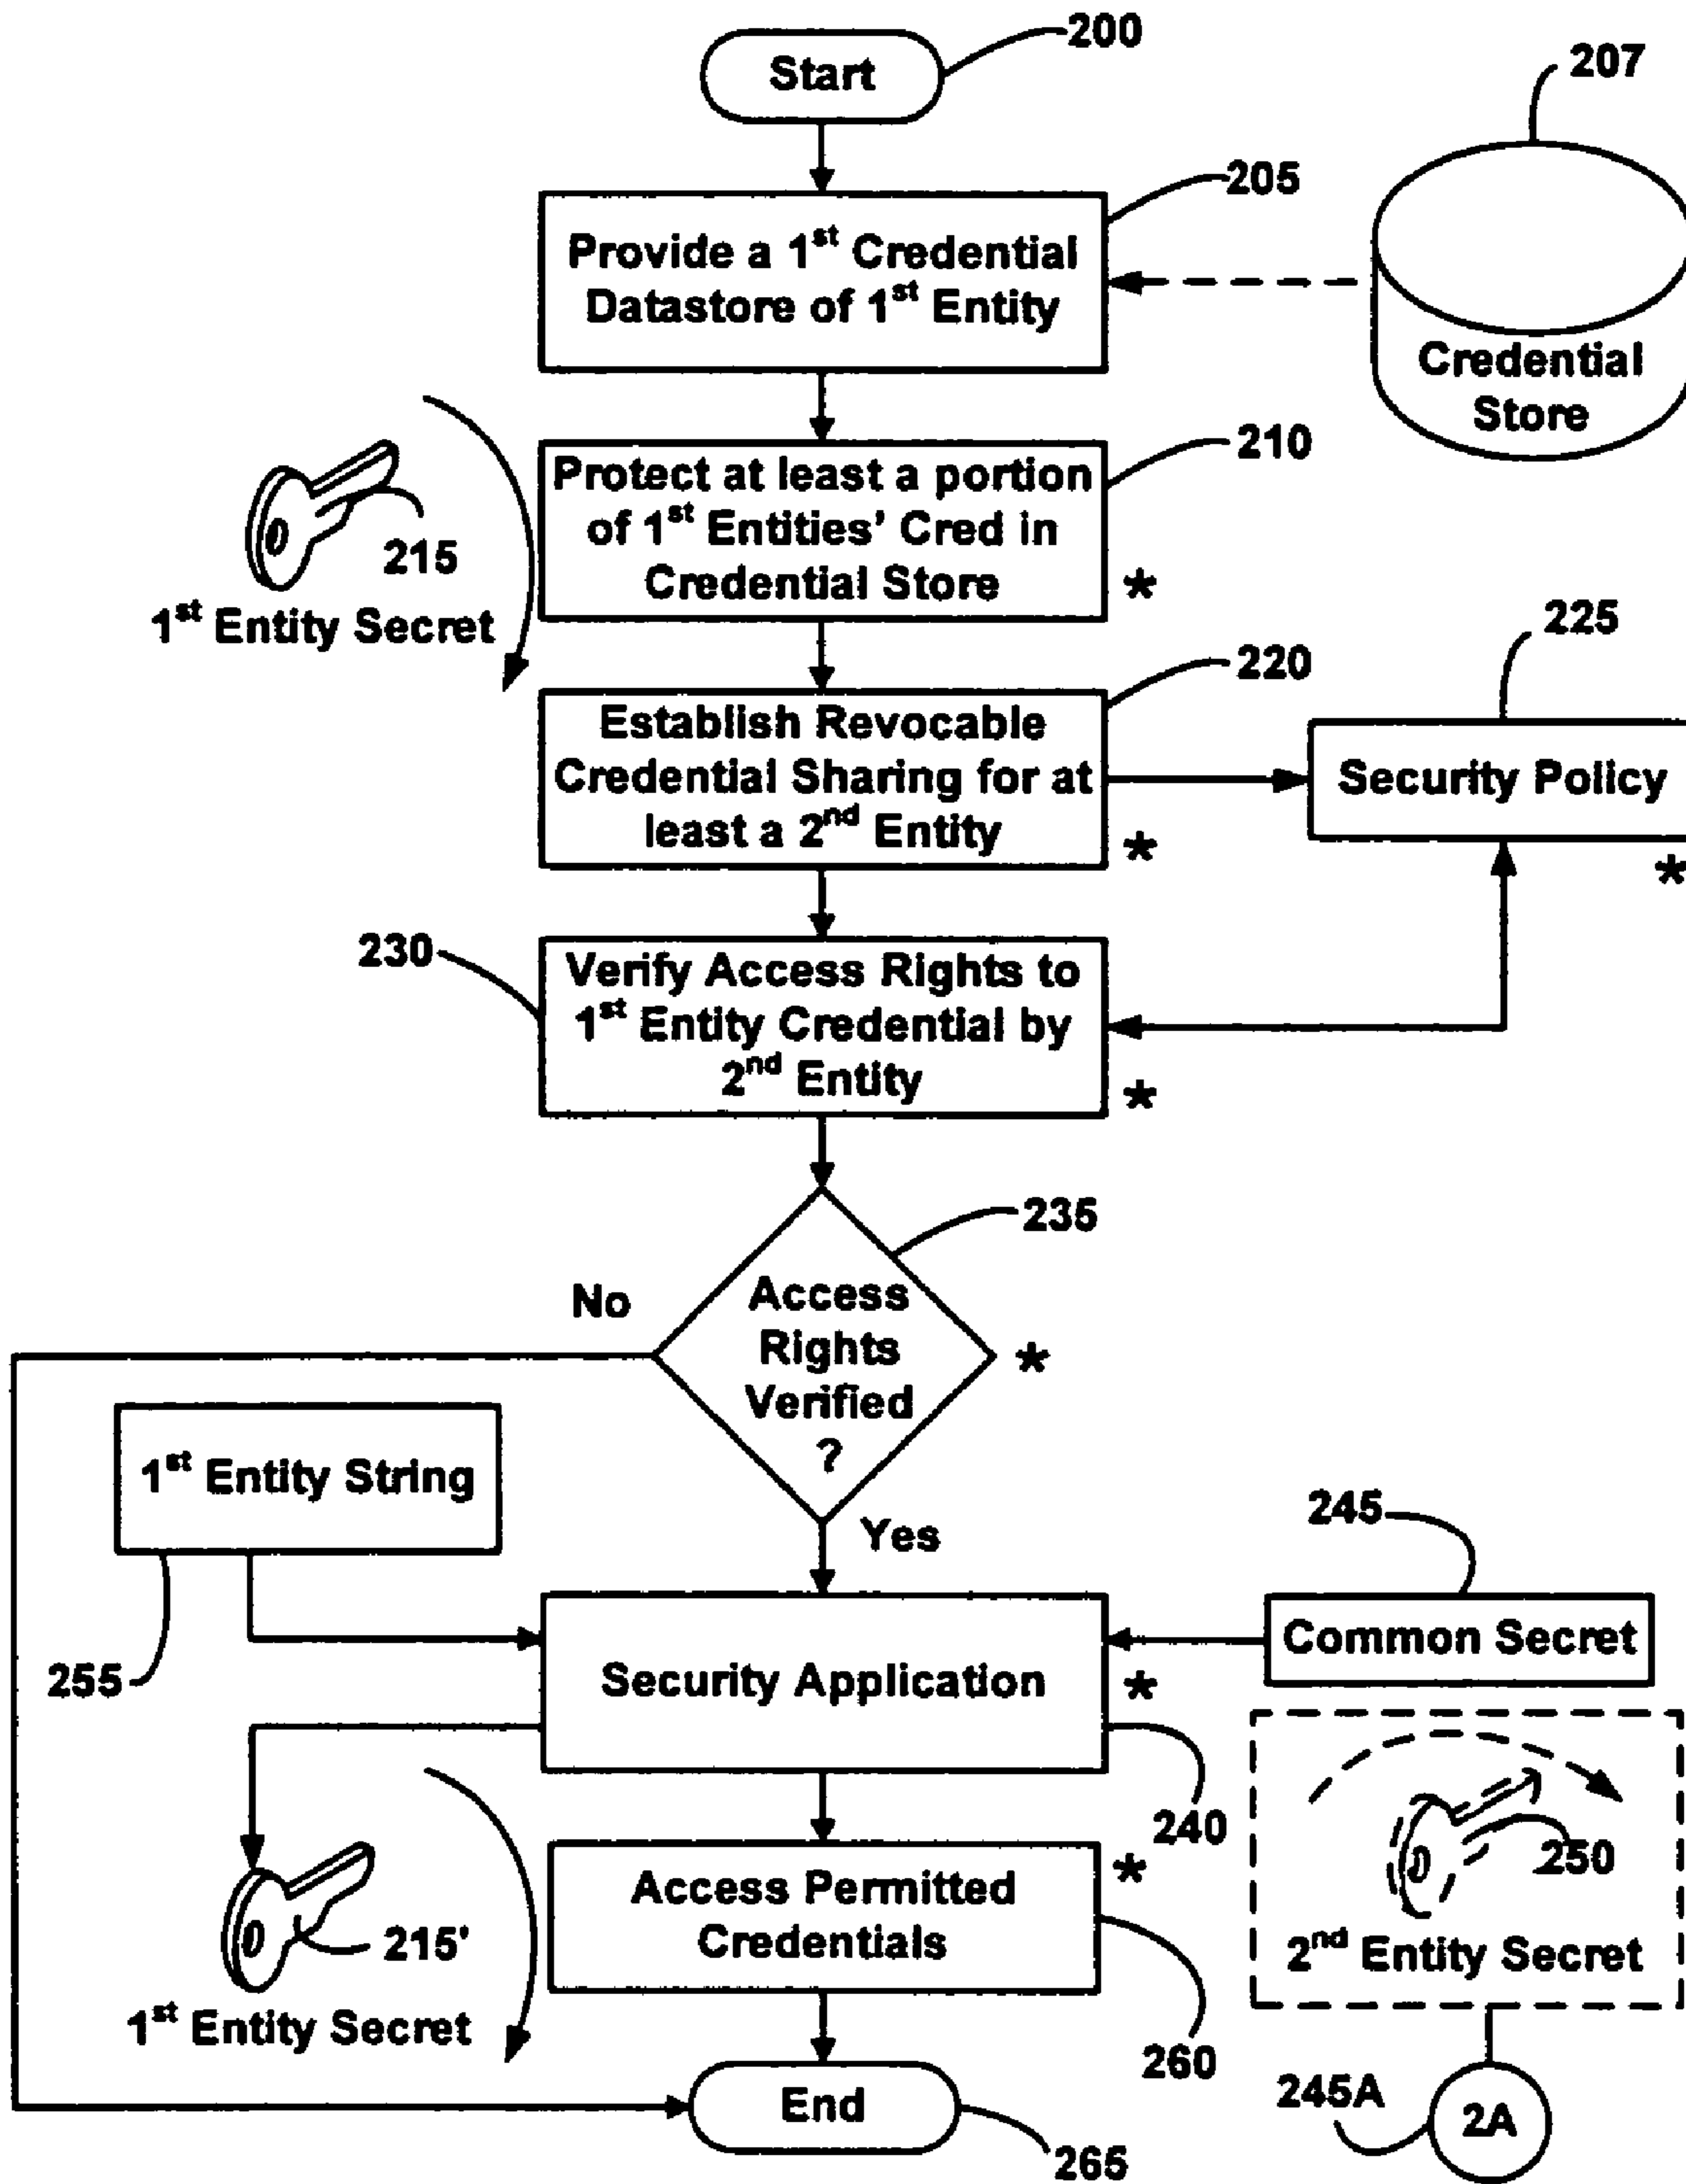 200
Start
207
205
Provide a 1st Credential
Datastore of 1st Entity
Credential
Store
210
Protect at least a portion
of 1st Entities' Cred in
Credential Store
*
215
1st Entity Secret
225
220
Establish Revocable
Credential Sharing for at
least a 2nd Entity
*
Security Policy
*
230
Verify Access Rights to
1st Entity Credential by
2nd Entity
*
235
No
Access
Rights
Verified
?
*
Yes
1st Entity String
255
245
Common Secret
Security Application
*
240
250
2nd Entity Secret
215'
1st Entity Secret
Access Permitted
Credentials
*
260
End
265
245A
2A